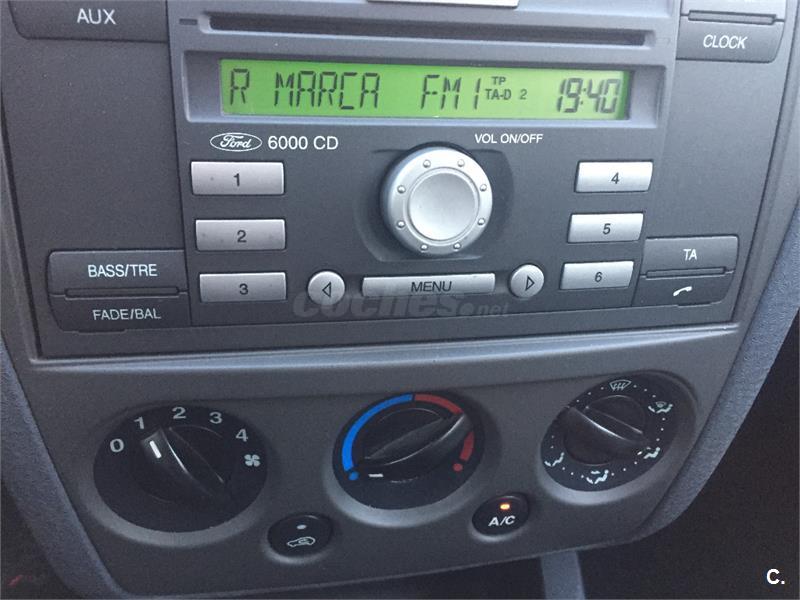 AUX
CLOCK
R MARCA FM1 TP TA-D 2 19:40
Ford 6000 CD
VOL ON/OFF
1
2
3
4
5
6
BASS/TRE
FADE/BAL
MENU
TA
coches.net
0 1 2 3 4
A/C
C.